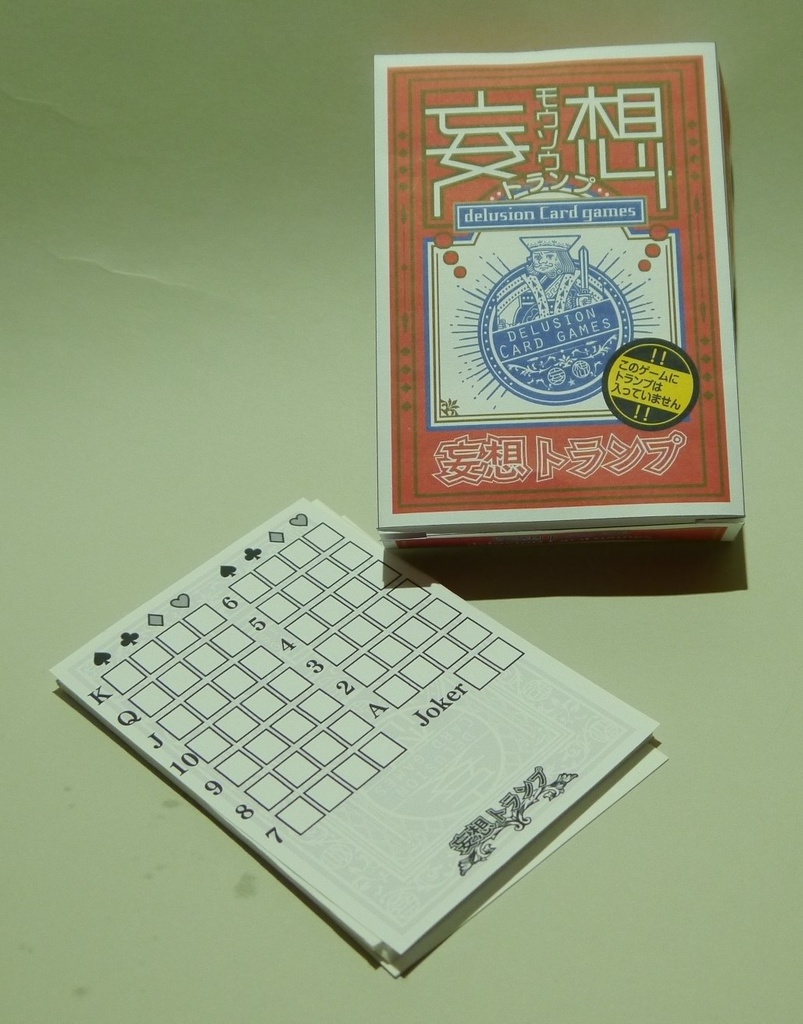 妄想
モウソウ
トランプ
delusion Card games
DELUSION
CARD GAMES
!!
このゲームに
トランプは
入っていません
!!
妄想トランプ
♠ ♣ ♢ ♡
K
Q
J
10
9
8
7
♠ ♣ ♢ ♡
6
5
4
3
2
A
Joker
妄想トランプ